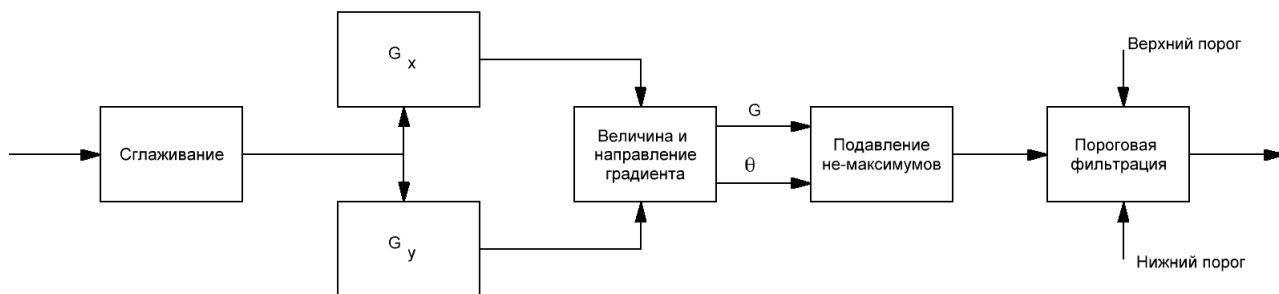 Сглаживание
G x
G y
Величина и
направление
градиента
G
θ
Подавление
не-максимумов
Верхний порог
Пороговая
фильтрация
Нижний порог